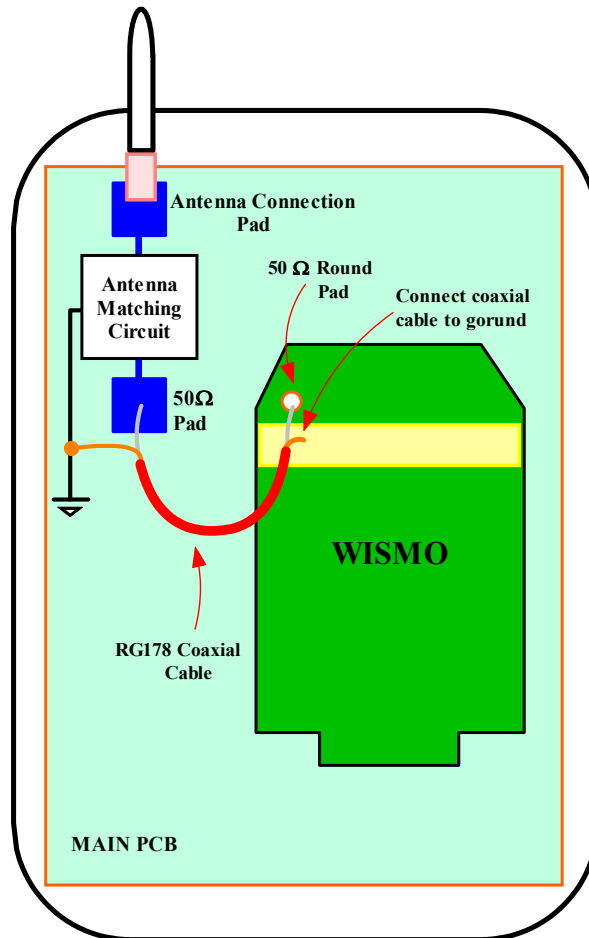 Antenna Connection
Pad
Antenna
Matching
Circuit
50 Ω Round
Pad
Connect coaxial
cable to gorund
50Ω
Pad
WISMO
RG178 Coaxial
Cable
MAIN PCB